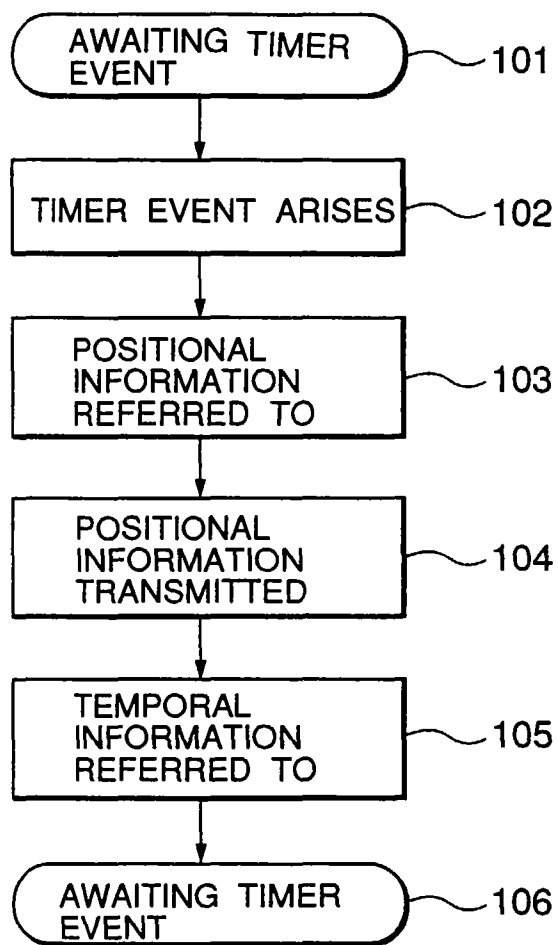 AWAITING TIMER
EVENT
101
TIMER EVENT ARISES
102
POSITIONAL
INFORMATION
REFERRED TO
103
POSITIONAL
INFORMATION
TRANSMITTED
104
TEMPORAL
INFORMATION
REFERRED TO
105
AWAITING TIMER
EVENT
106